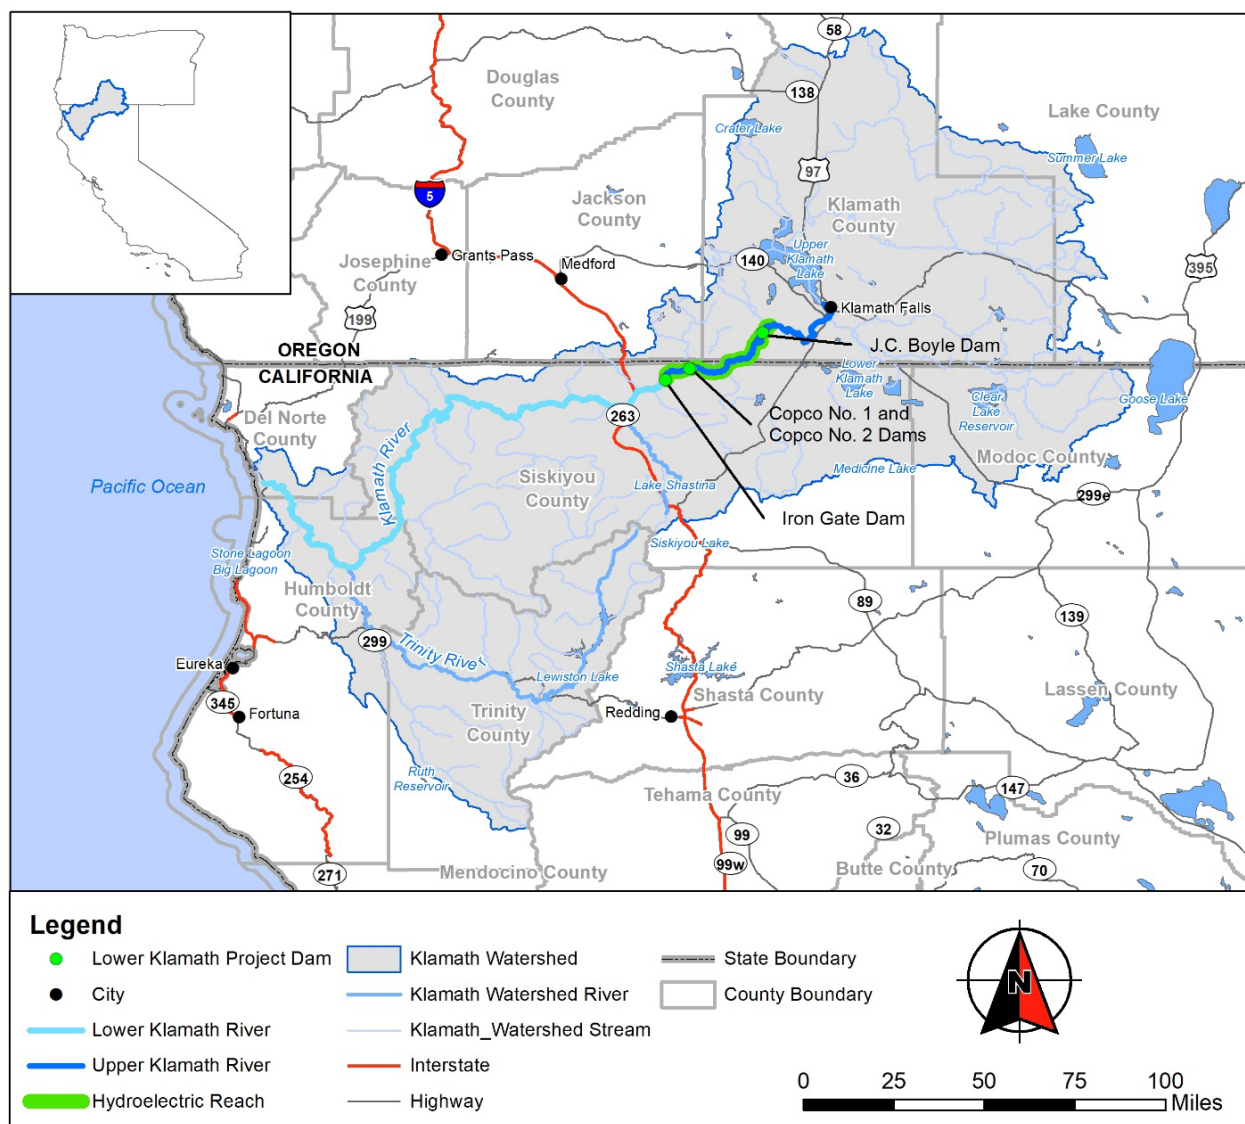 58
Douglas
County
138
Lake County
Crater Lake
Summer Lake
97
5
Jackson
County
Klamath
County
Upper
Klamath
Lake
Grants Pass
140
Medford
395
Josephine
County
199
Klamath Falls
OREGON
J.C. Boyle Dam
CALIFORNIA
Lower
Klamath
Lake
Clear
Lake
Reservoir
Goose Lake
Del Norte
County
263
Copco No. 1 and
Copco No. 2 Dams
Klamath River
Modoc County
Medicine Lake
Pacific Ocean
Siskiyou
County
Lake Shastina
299e
Iron Gate Dam
Siskiyou Lake
Stone Lagoon
Big Lagoon
Humboldt
County
89
139
299
Trinity River
Eureka
Lewiston Lake
Shasta Lake
Shasta County
Lassen County
345
Fortuna
Trinity
County
Redding
254
Ruth
Reservoir
36
147
Tehama County
99
32
Plumas County
99w
271
Mendocino County
Butte County
70
Legend
Lower Klamath Project Dam
City
Lower Klamath River
Upper Klamath River
Hydroelectric Reach
Klamath Watershed
Klamath Watershed River
Klamath_Watershed Stream
Interstate
Highway
State Boundary
County Boundary
N
0 25 50 75 100
Miles